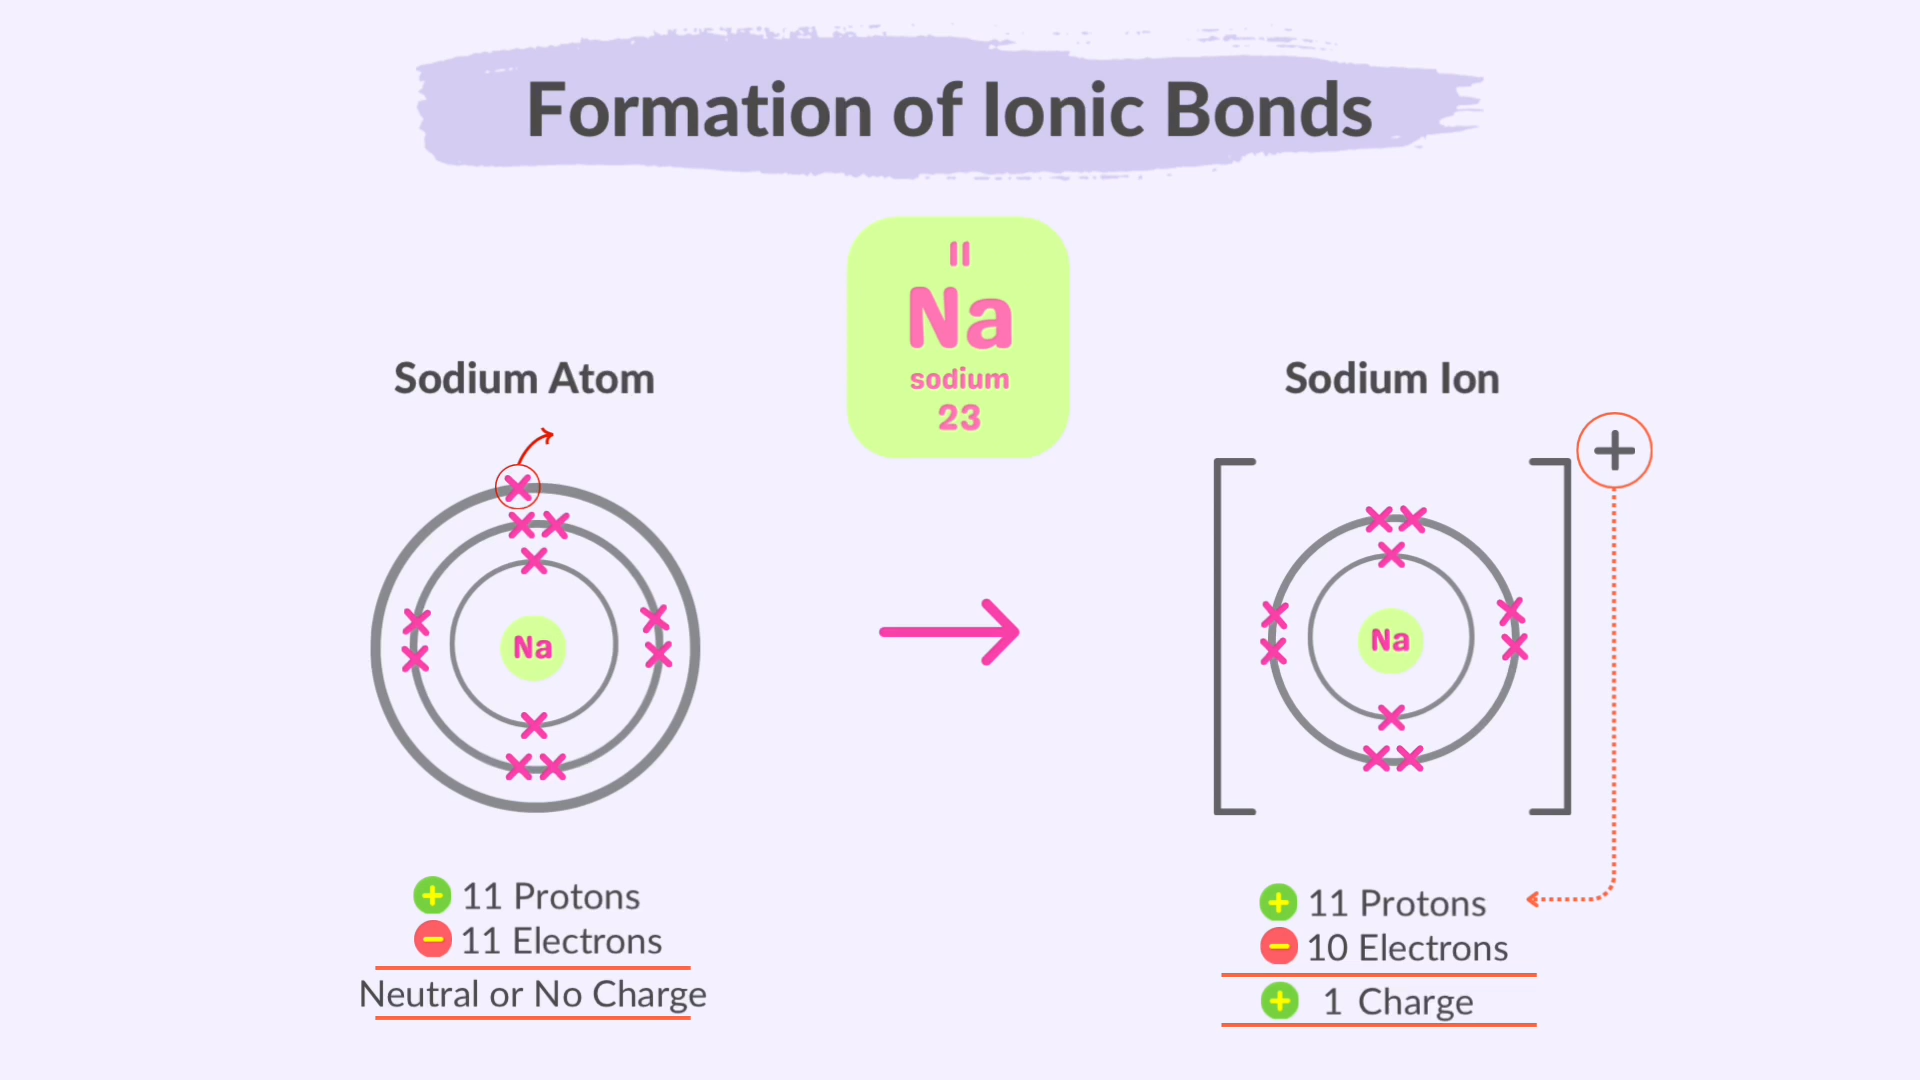 Formation of Ionic Bonds
11
Na
sodium
23
Sodium Atom
Na
11 Protons
11 Electrons
Neutral or No Charge
Sodium Ion
+
Na
+ 11 Protons
− 10 Electrons
+ 1 Charge